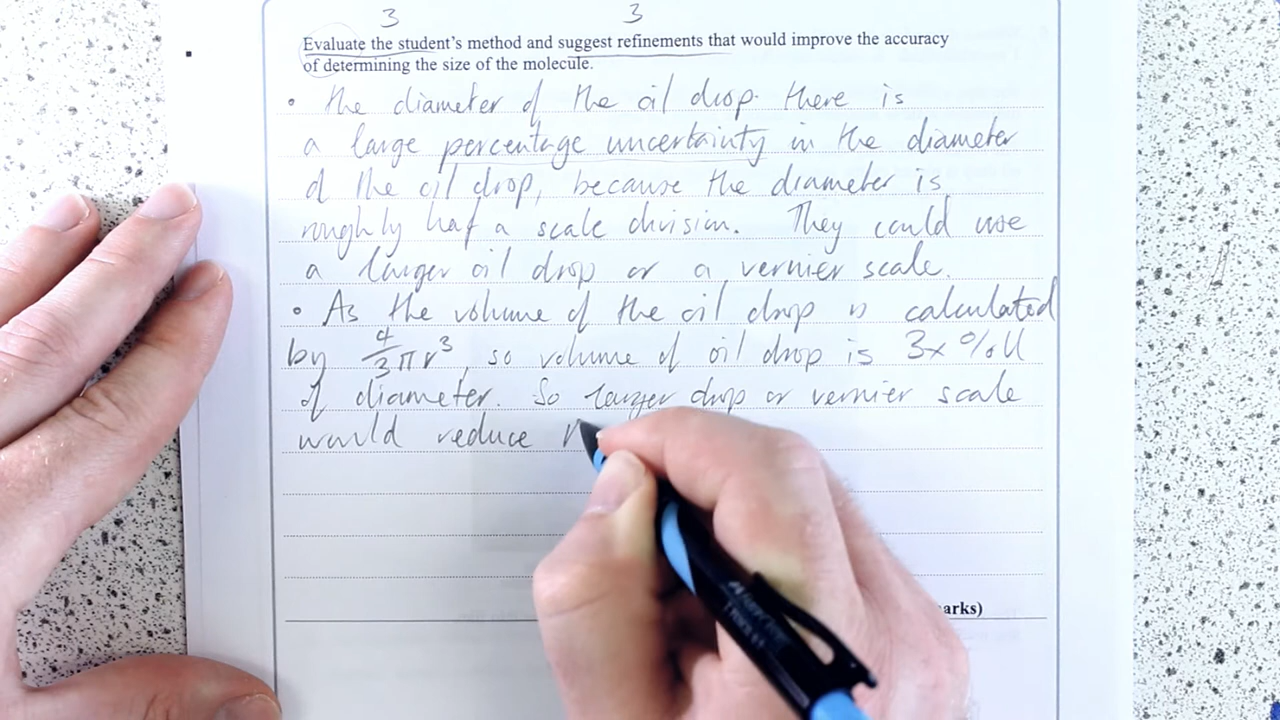 3 3
Evaluate the student's method and suggest refinements that would improve the accuracy
of determining the size of the molecule.
• the diameter of the oil drop. there is
a large percentage uncertainty in the diameter
of the oil drop, because the diameter is
roughly half a scale division. They could use
a larger oil drop or a vernier scale.
• As the volume of the oil drop is calculated
by 4/3 πr³, so volume of oil drop is 3x %U
of diameter. So larger drop or vernier scale
would reduce
arks)